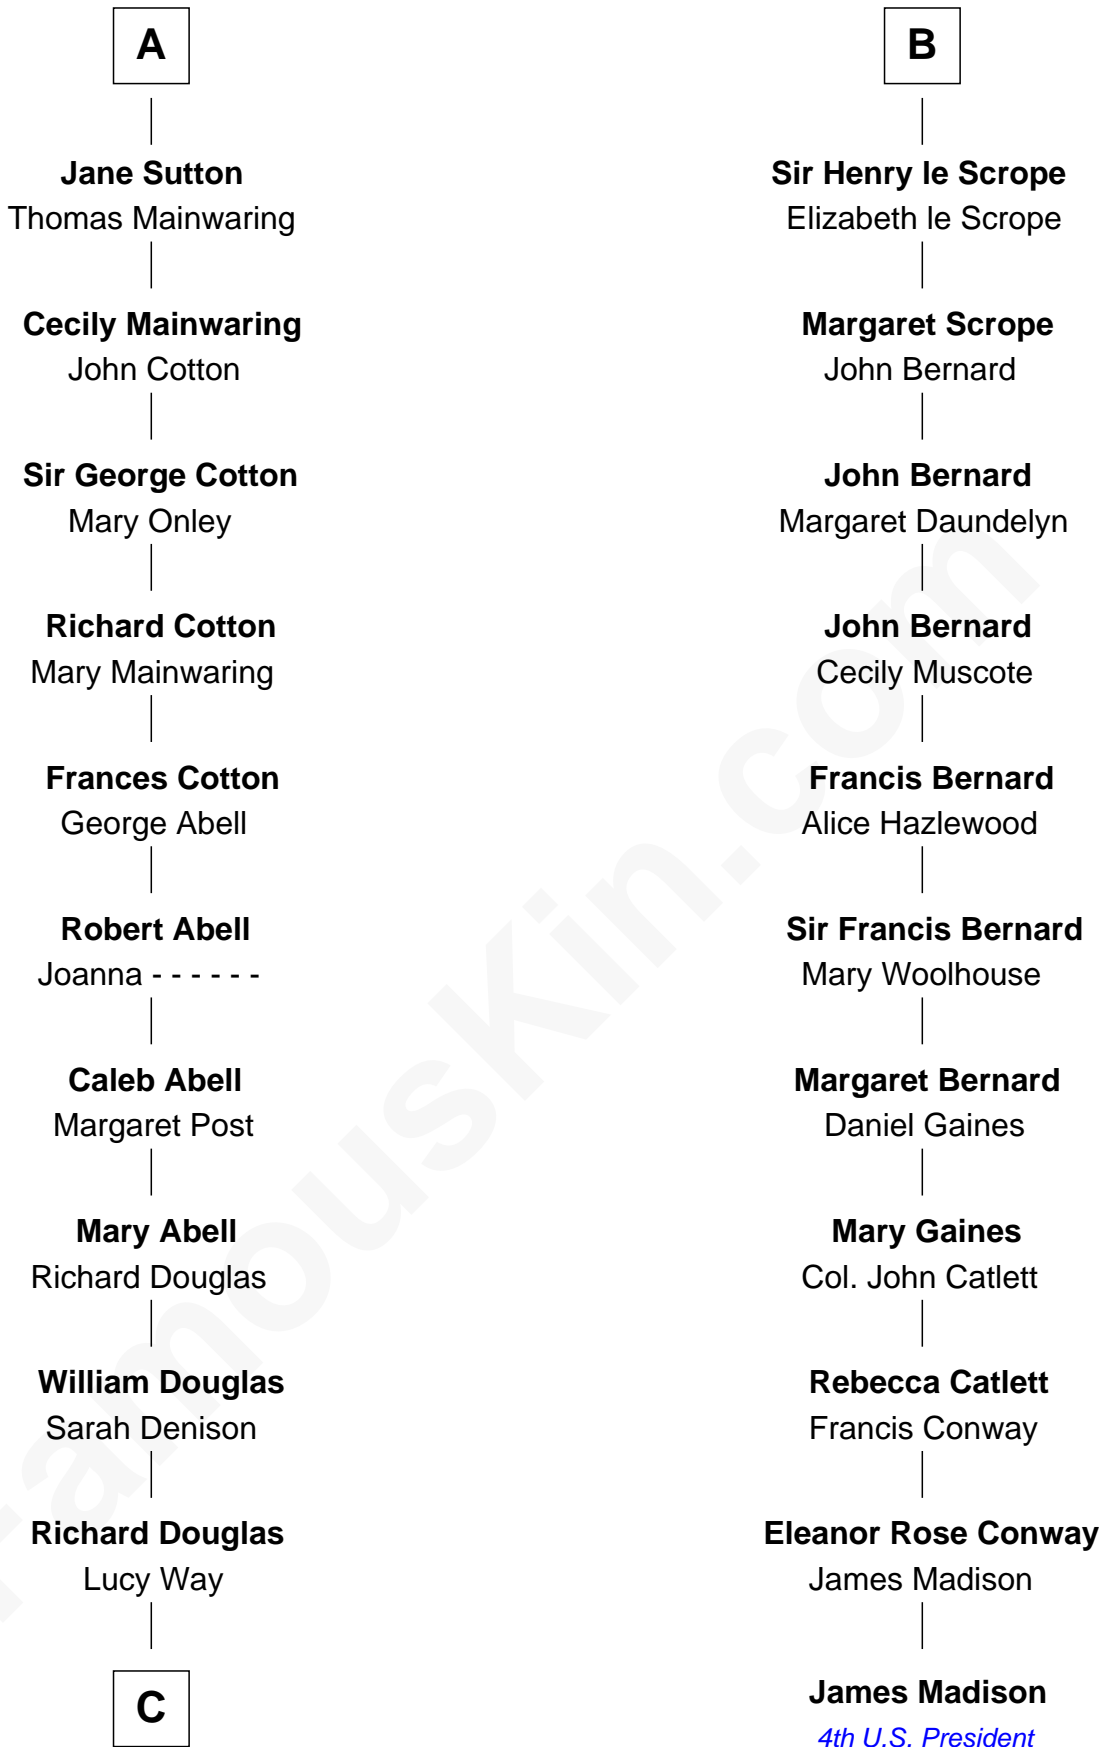 A
Jane Sutton
Thomas Mainwaring
Cecily Mainwaring
John Cotton
Sir George Cotton
Mary Onley
Richard Cotton
Mary Mainwaring
Frances Cotton
George Abell
Robert Abell
Joanna - - - - - -
Caleb Abell
Margaret Post
Mary Abell
Richard Douglas
William Douglas
Sarah Denison
Richard Douglas
Lucy Way
C
B
Sir Henry le Scrope
Elizabeth le Scrope
Margaret Scrope
John Bernard
John Bernard
Margaret Daundelyn
John Bernard
Cecily Muscote
Francis Bernard
Alice Hazlewood
Sir Francis Bernard
Mary Woolhouse
Margaret Bernard
Daniel Gaines
Mary Gaines
Col. John Catlett
Rebecca Catlett
Francis Conway
Eleanor Rose Conway
James Madison
James Madison
4th U.S. President
FamousKin.com